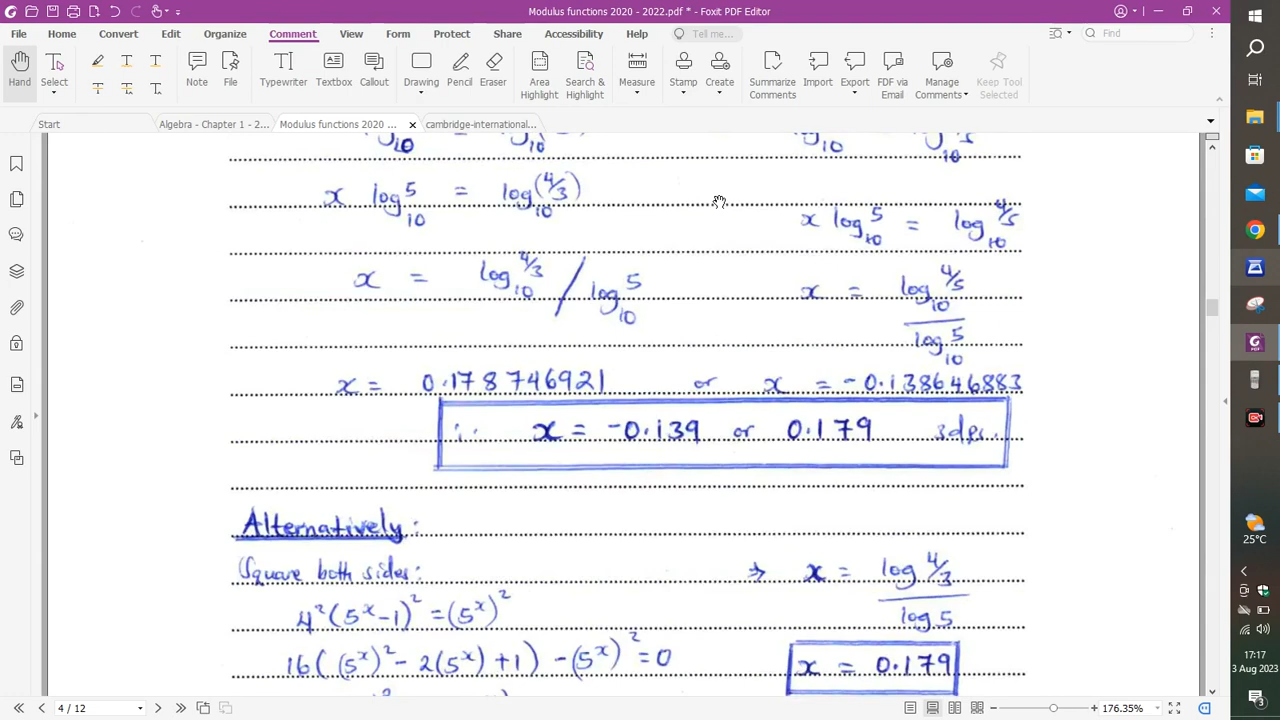 Modulus functions 2020 - 2022.pdf * - Foxit PDF Editor
File Home Convert Edit Organize Comment View Form Protect Share Accessibility Help Tell me... Find
Hand Select Note File Typewriter Textbox Callout Drawing Pencil Eraser Area Highlight Search & Highlight Measure Stamp Create Summarize Comments Import Export FDF via Email Manage Comments Keep Tool Selected
Start Algebra - Chapter 1 - 2... Modulus functions 2020 ... cambridge-international...
x log₁₀ 5 = log₁₀(4/3)
x log₁₀ 5 = log₁₀ 4/5
x = log₁₀ 4/3 / log₁₀ 5
x = log₁₀ 4/5 / log₁₀ 5
x = 0.178746921 or x = -0.138646883
∴ x = -0.139 or 0.179 3dps.
Alternatively:
Square both sides:
⇒ x = log 4/3 / log 5
4²(5ˣ-1)² = (5ˣ)²
16((5ˣ)² - 2(5ˣ) + 1) - (5ˣ)² = 0
x = 0.179
4 / 12
176.35%
25°C
17:17
3 Aug 2023
3